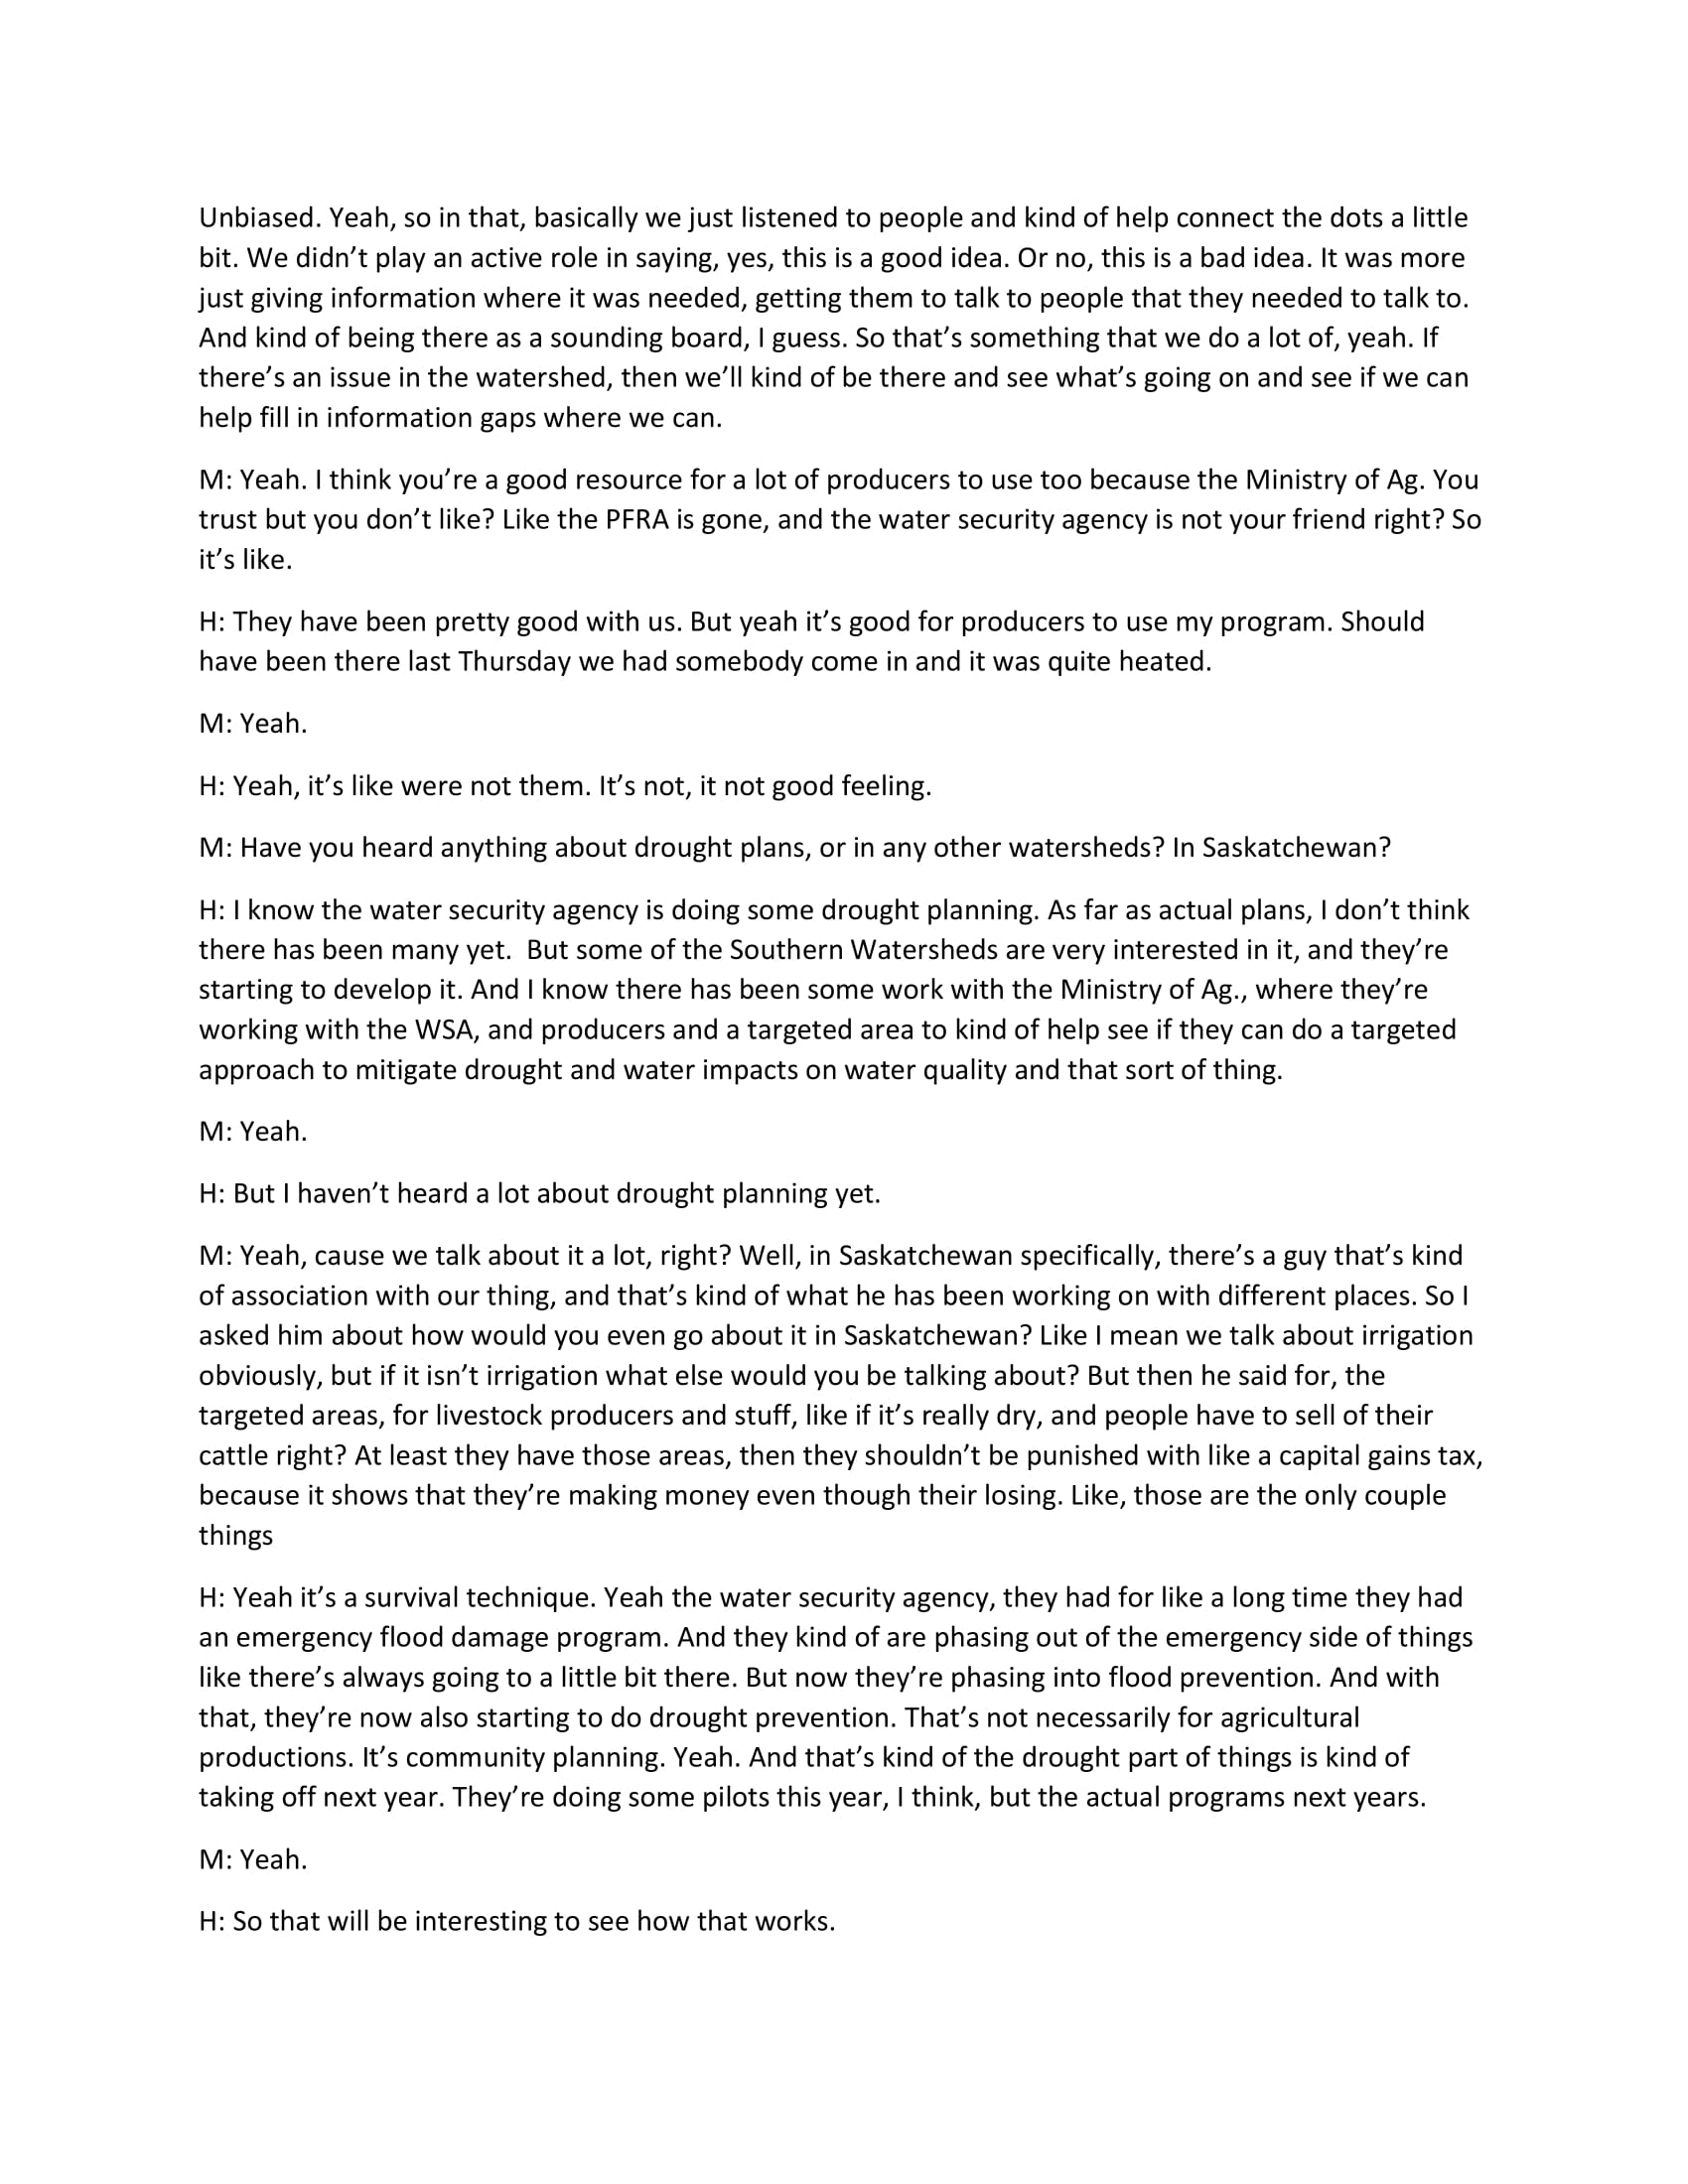 Unbiased. Yeah, so in that, basically we just listened to people and kind of help connect the dots a little
bit. We didn’t play an active role in saying, yes, this is a good idea. Or no, this is a bad idea. It was more
just giving information where it was needed, getting them to talk to people that they needed to talk to.
And kind of being there as a sounding board, I guess. So that’s something that we do a lot of, yeah. If
there’s an issue in the watershed, then we’ll kind of be there and see what’s going on and see if we can
help fill in information gaps where we can.
M: Yeah. I think you’re a good resource for a lot of producers to use too because the Ministry of Ag. You
trust but you don’t like? Like the PFRA is gone, and the water security agency is not your friend right? So
it’s like.
H: They have been pretty good with us. But yeah it’s good for producers to use my program. Should
have been there last Thursday we had somebody come in and it was quite heated.
M: Yeah.
H: Yeah, it’s like were not them. It’s not, it not good feeling.
M: Have you heard anything about drought plans, or in any other watersheds? In Saskatchewan?
H: I know the water security agency is doing some drought planning. As far as actual plans, I don’t think
there has been many yet.  But some of the Southern Watersheds are very interested in it, and they’re
starting to develop it. And I know there has been some work with the Ministry of Ag., where they’re
working with the WSA, and producers and a targeted area to kind of help see if they can do a targeted
approach to mitigate drought and water impacts on water quality and that sort of thing.
M: Yeah.
H: But I haven’t heard a lot about drought planning yet.
M: Yeah, cause we talk about it a lot, right? Well, in Saskatchewan specifically, there’s a guy that’s kind
of association with our thing, and that’s kind of what he has been working on with different places. So I
asked him about how would you even go about it in Saskatchewan? Like I mean we talk about irrigation
obviously, but if it isn’t irrigation what else would you be talking about? But then he said for, the
targeted areas, for livestock producers and stuff, like if it’s really dry, and people have to sell of their
cattle right? At least they have those areas, then they shouldn’t be punished with like a capital gains tax,
because it shows that they’re making money even though their losing. Like, those are the only couple
things
H: Yeah it’s a survival technique. Yeah the water security agency, they had for like a long time they had
an emergency flood damage program. And they kind of are phasing out of the emergency side of things
like there’s always going to a little bit there. But now they’re phasing into flood prevention. And with
that, they’re now also starting to do drought prevention. That’s not necessarily for agricultural
productions. It’s community planning. Yeah. And that’s kind of the drought part of things is kind of
taking off next year. They’re doing some pilots this year, I think, but the actual programs next years.
M: Yeah.
H: So that will be interesting to see how that works.